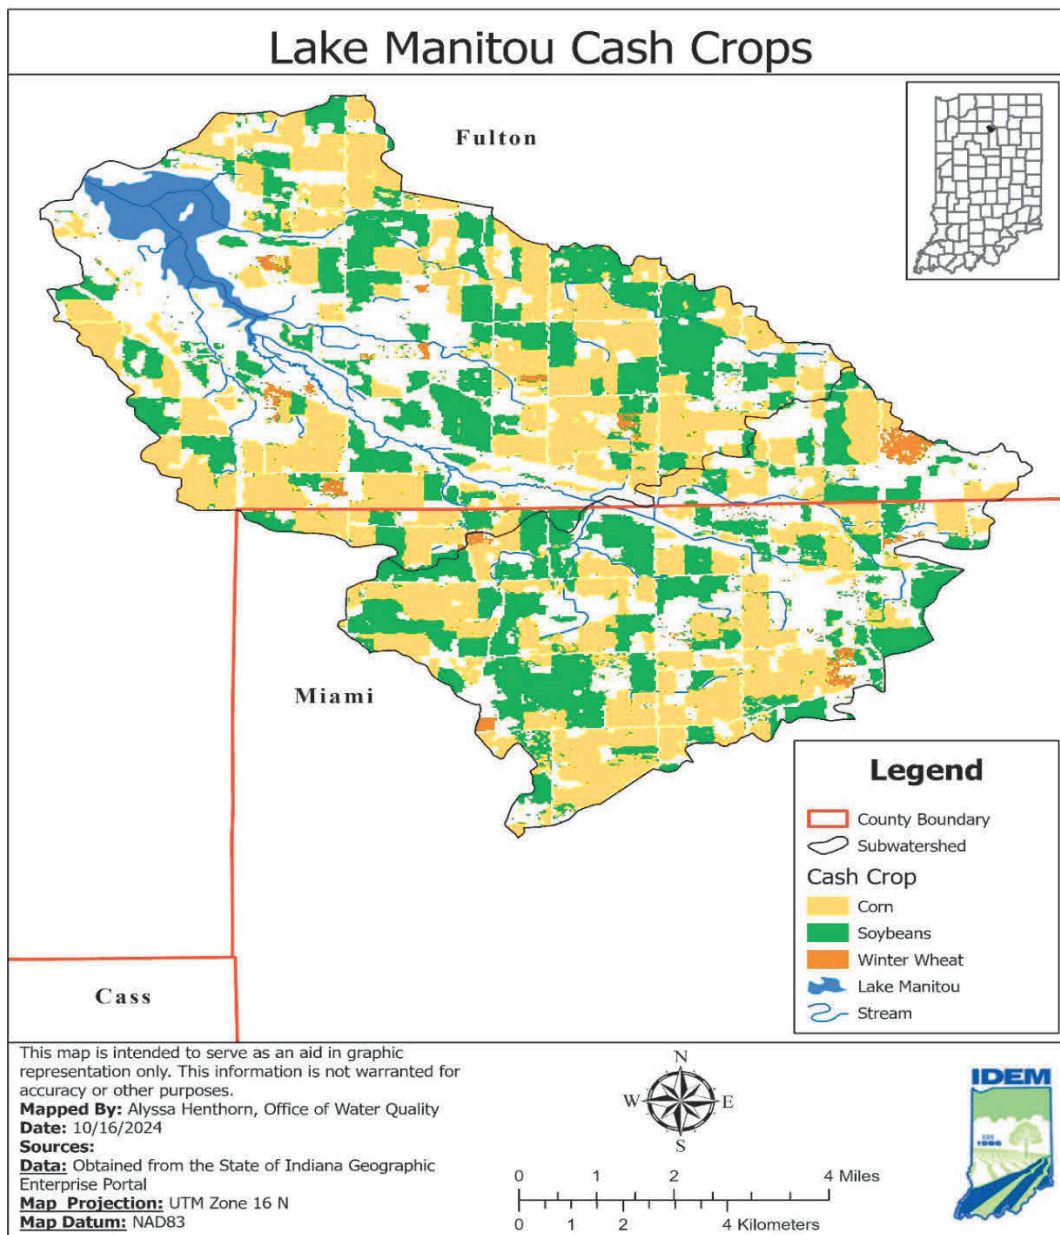 Lake Manitou Cash Crops
Fulton
Miami
Cass
Legend
County Boundary
Subwatershed
Cash Crop
Corn
Soybeans
Winter Wheat
Lake Manitou
Stream
This map is intended to serve as an aid in graphic
representation only. This information is not warranted for
accuracy or other purposes.
Mapped By: Alyssa Henthorn, Office of Water Quality
Date: 10/16/2024
Sources:
Data: Obtained from the State of Indiana Geographic
Enterprise Portal
Map Projection: UTM Zone 16 N
Map Datum: NAD83
N
W E
S
0 1 2 4 Miles
0 1 2 4 Kilometers
IDEM
EST.
1986